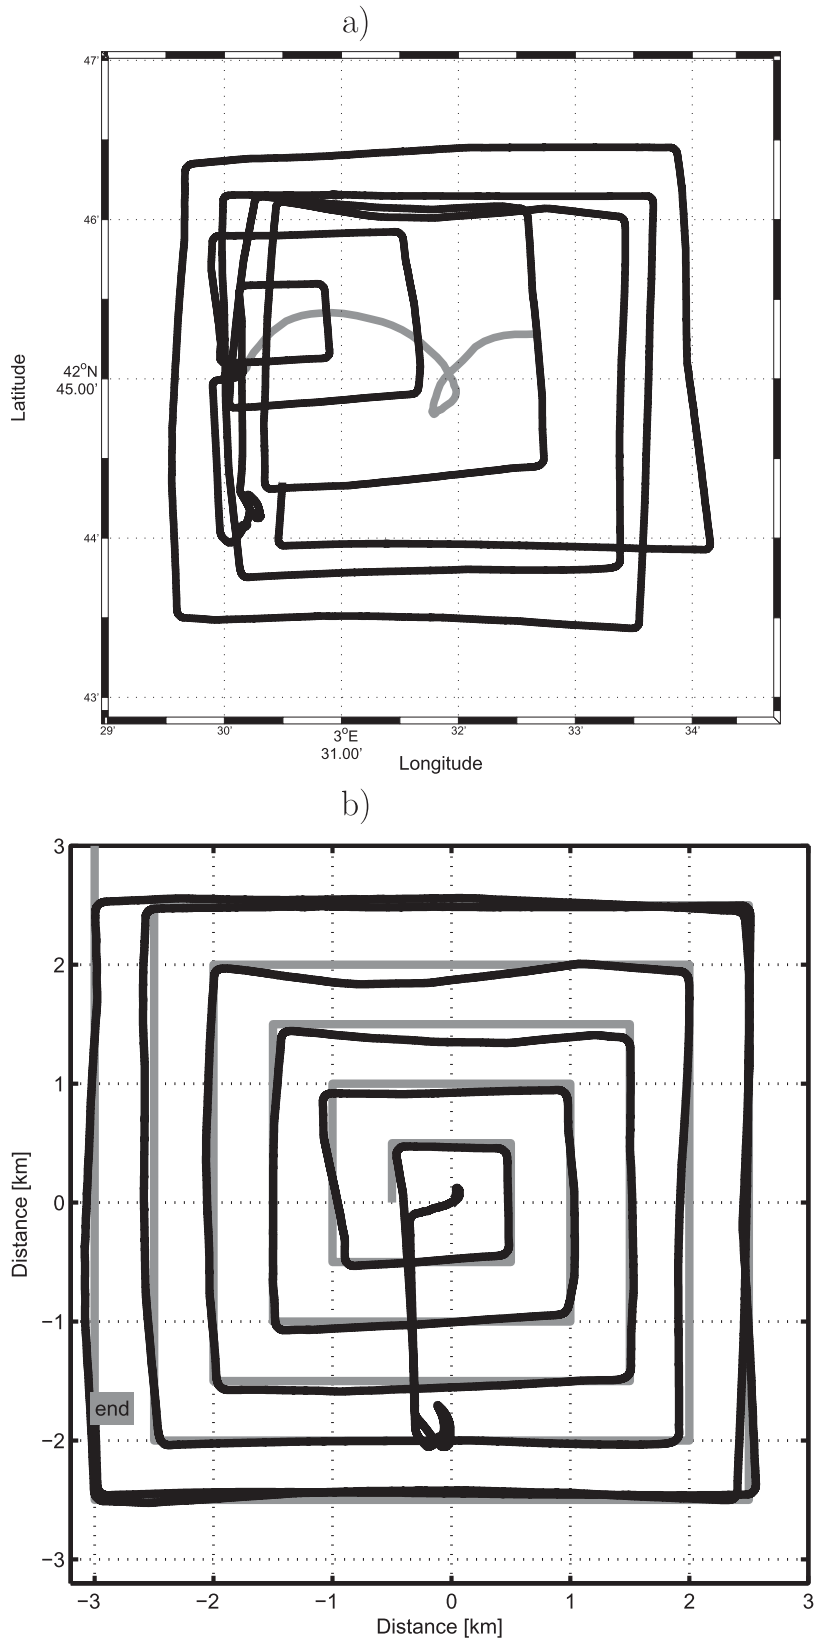 a)
47'
46'
42°N
45.00'
44'
43'
Latitude
29'
30'
3°E
31.00'
32'
33'
34'
Longitude
b)
3
2
1
0
−1
−2
−3
Distance [km]
end
−3
−2
−1
0
1
2
3
Distance [km]